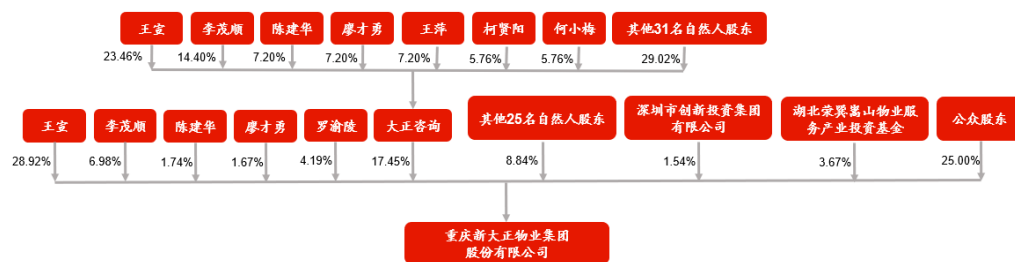 王宣
李茂顺
陈建华
廖才勇
王萍
柯贤阳
何小梅
其他31名自然人股东
23.46%
14.40%
7.20%
7.20%
7.20%
5.76%
5.76%
29.02%
王宣
李茂顺
陈建华
廖才勇
罗渝陵
大正咨询
其他25名自然人股东
深圳市创新投资集团
有限公司
湖北荣巽嵩山物业服
务产业投资基金
公众股东
28.92%
6.98%
1.74%
1.67%
4.19%
17.45%
8.84%
1.54%
3.67%
25.00%
重庆新大正物业集团
股份有限公司